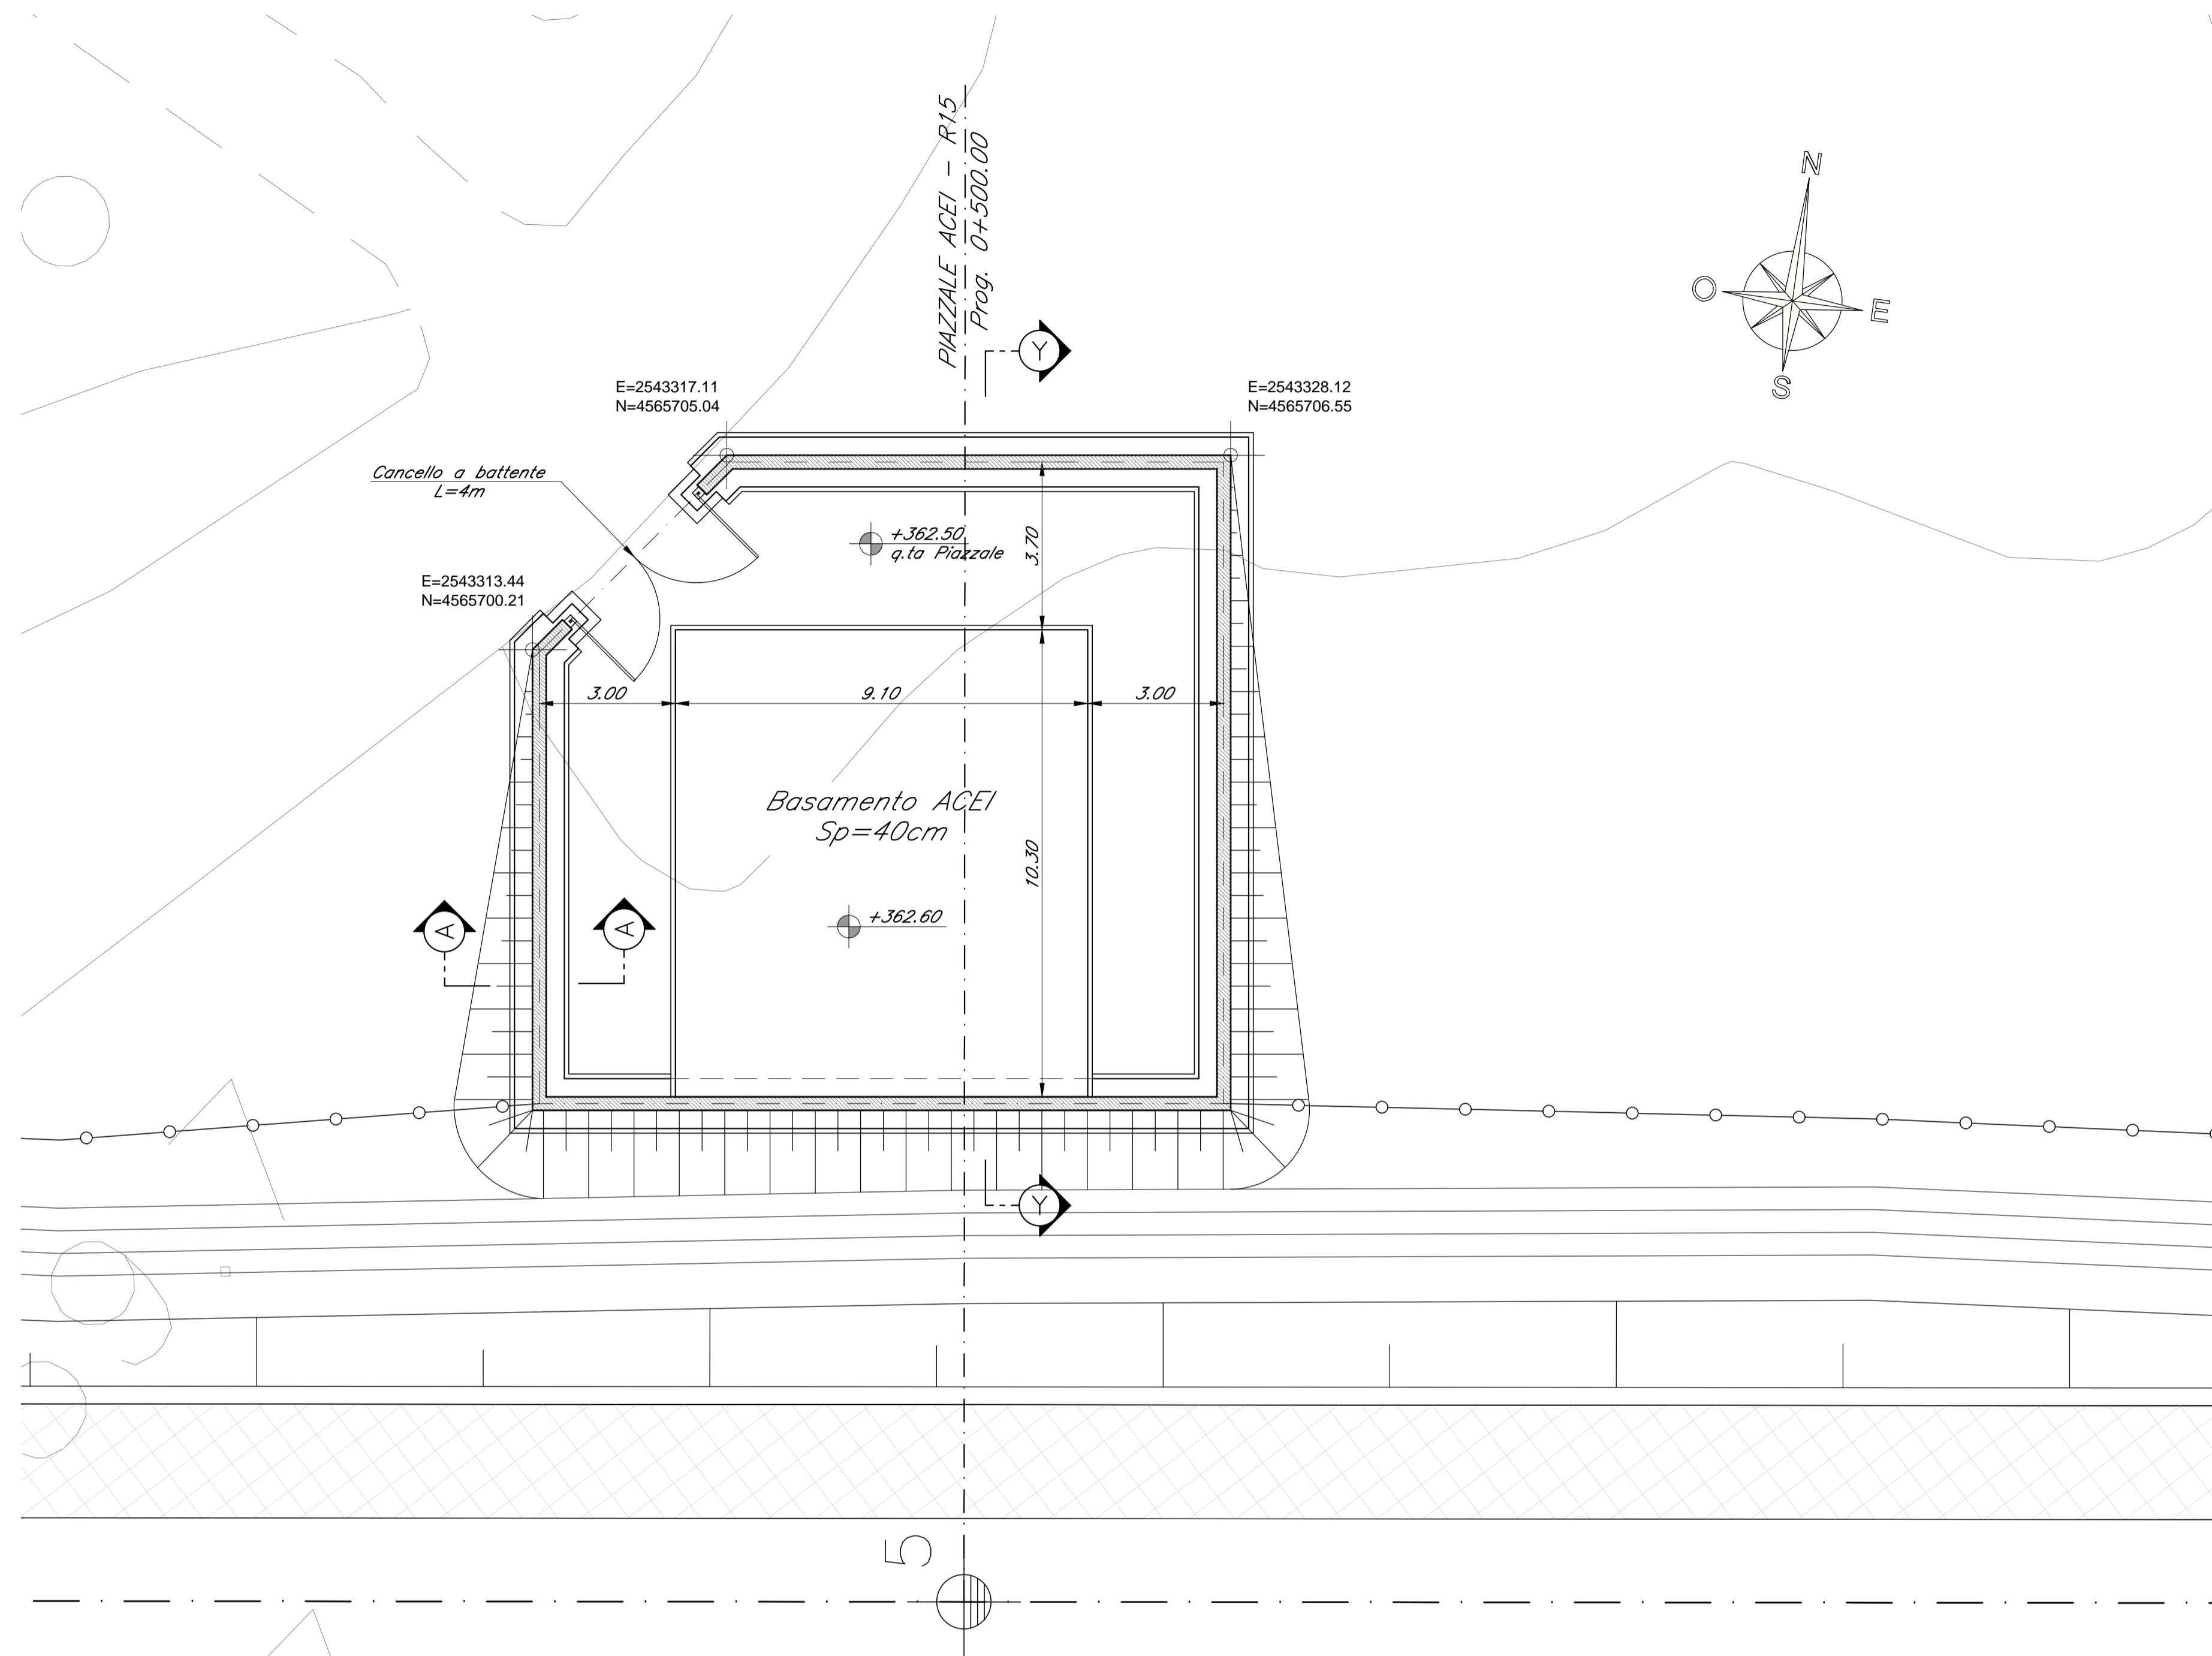 PIAZZALE ACEI - R15
Prog. 0+500.00
N
O
E
S
Y
E=2543317.11
N=4565705.04
E=2543328.12
N=4565706.55
Cancello a battente
L=4m
+362.50
q.ta Piazzale
3.70
E=2543313.44
N=4565700.21
3.00
9.10
3.00
Basamento ACEI
Sp=40cm
10.30
+362.60
A
A
Y
5